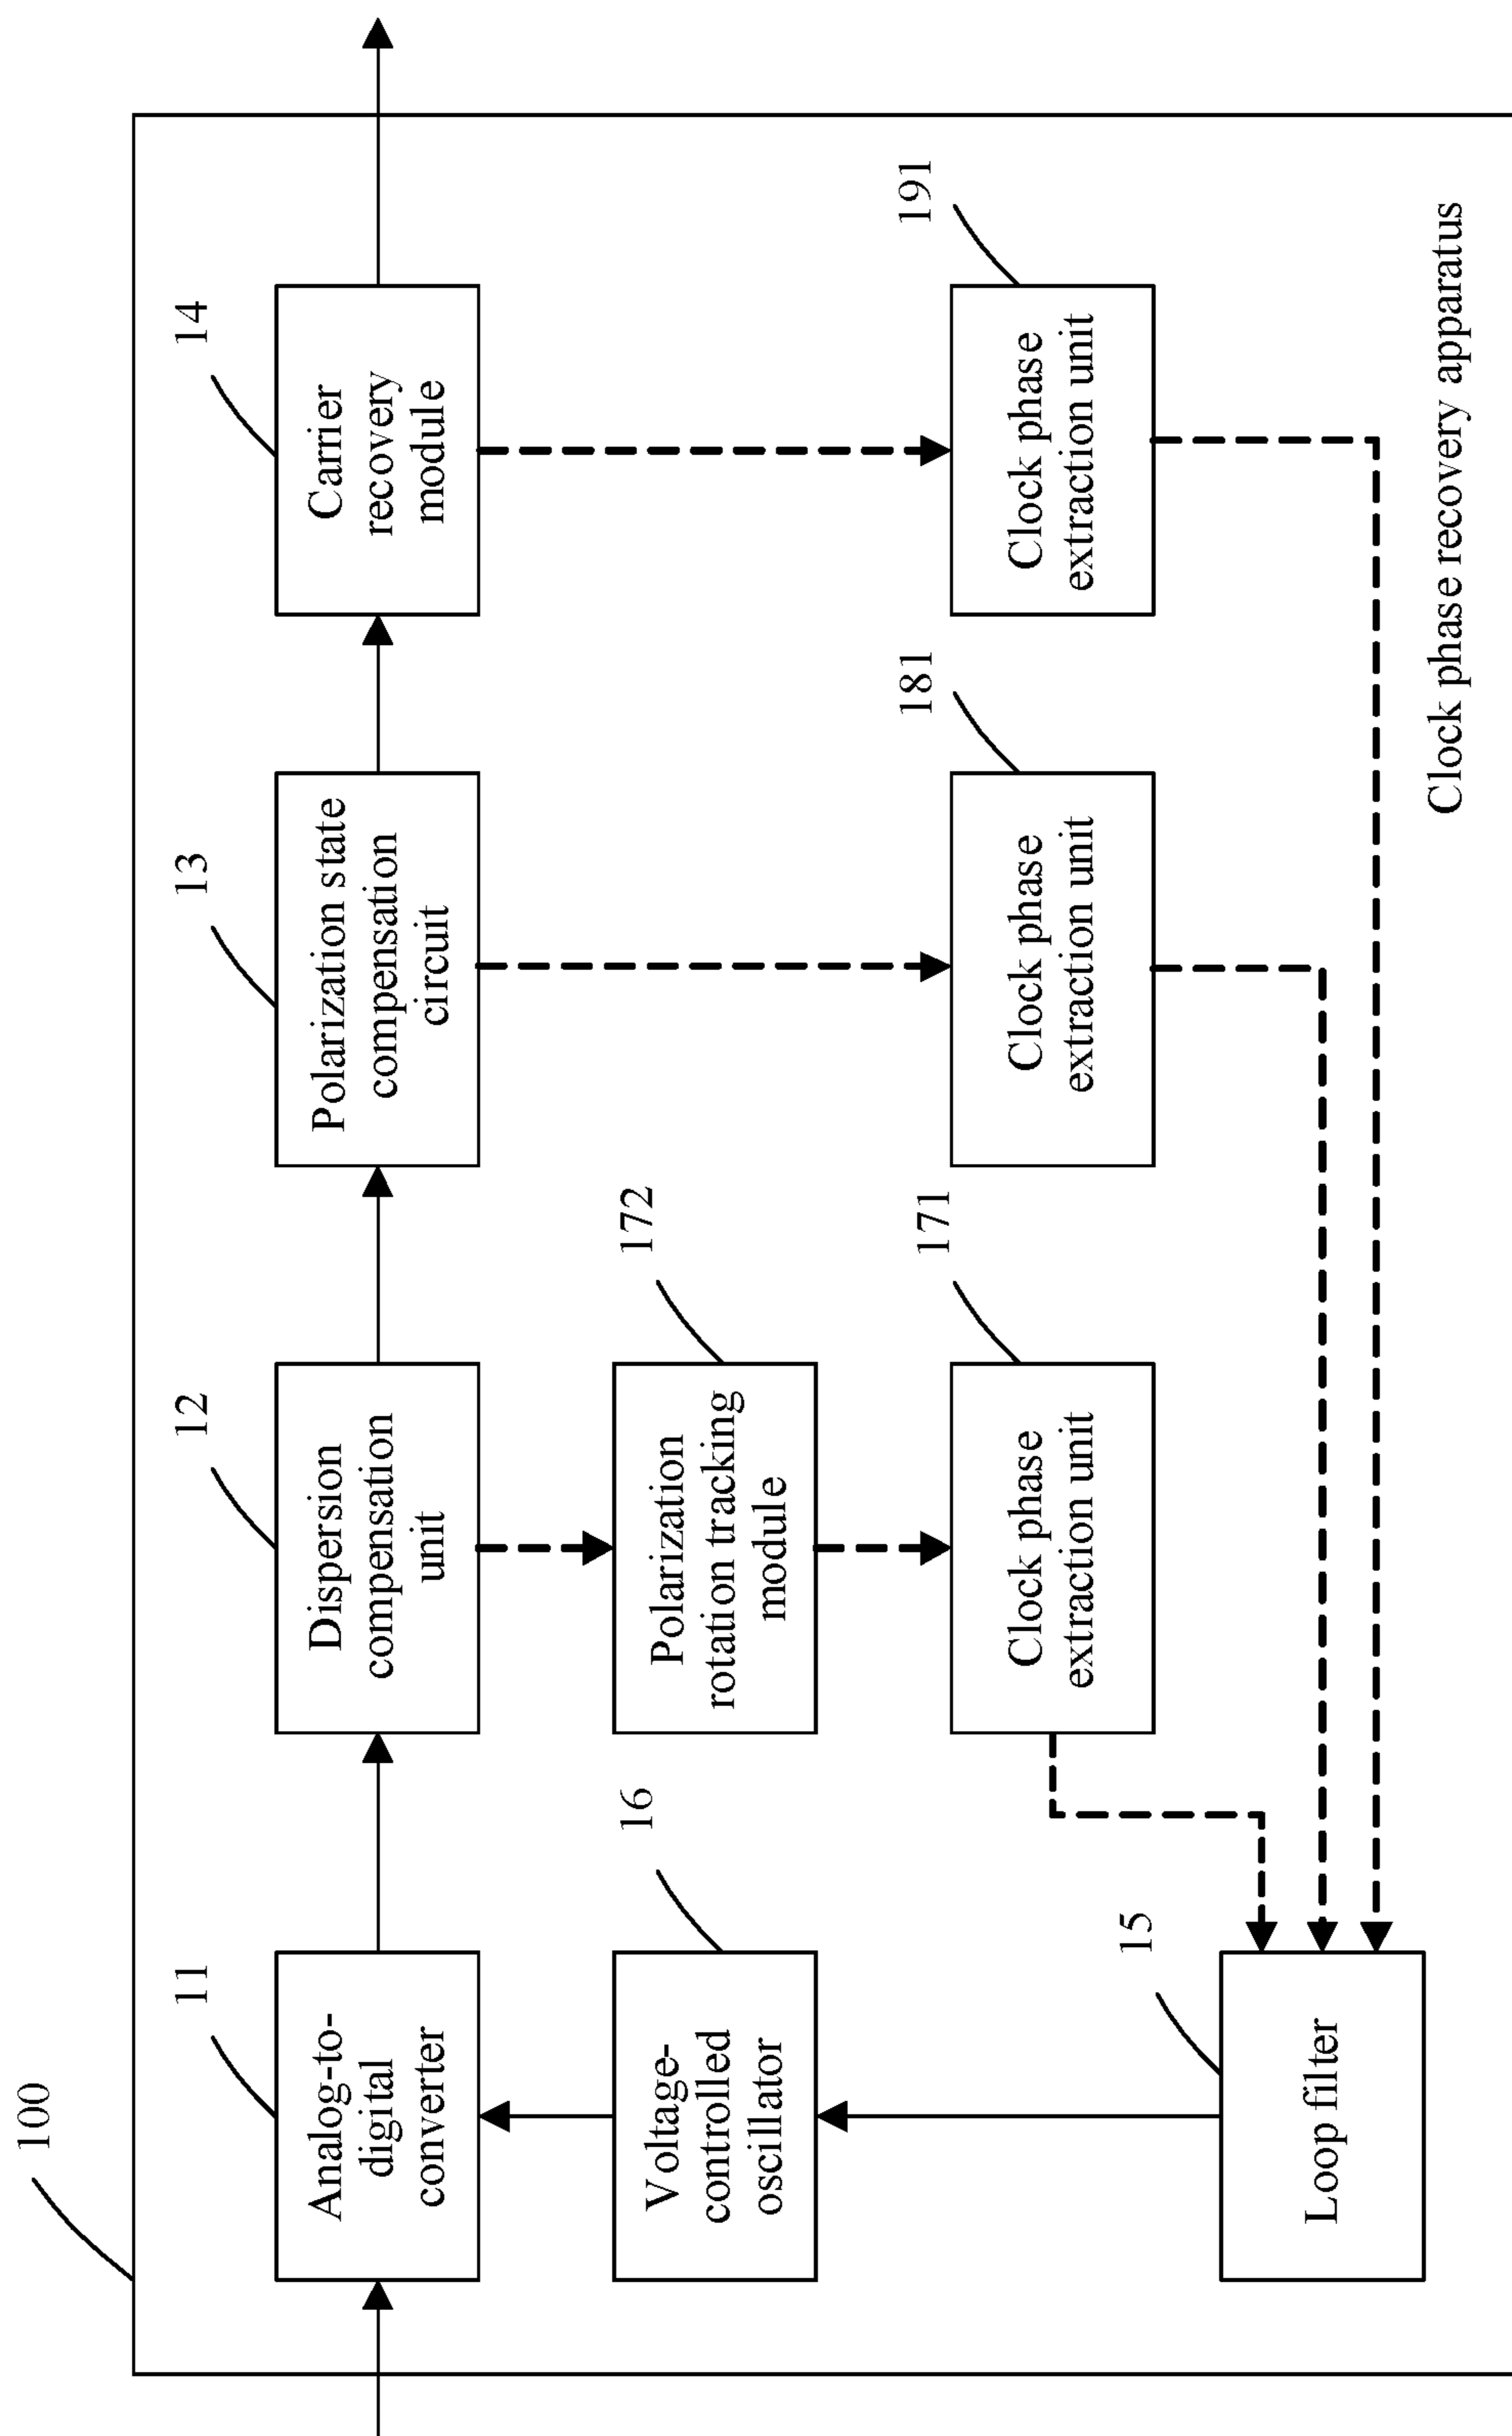 100
11
Analog-to-
digital
converter
12
Dispersion
compensation
unit
13
Polarization state
compensation
circuit
14
Carrier
recovery
module
16
Voltage-
controlled
oscillator
172
Polarization
rotation tracking
module
171
Clock phase
extraction unit
181
Clock phase
extraction unit
191
Clock phase
extraction unit
15
Loop filter
Clock phase recovery apparatus